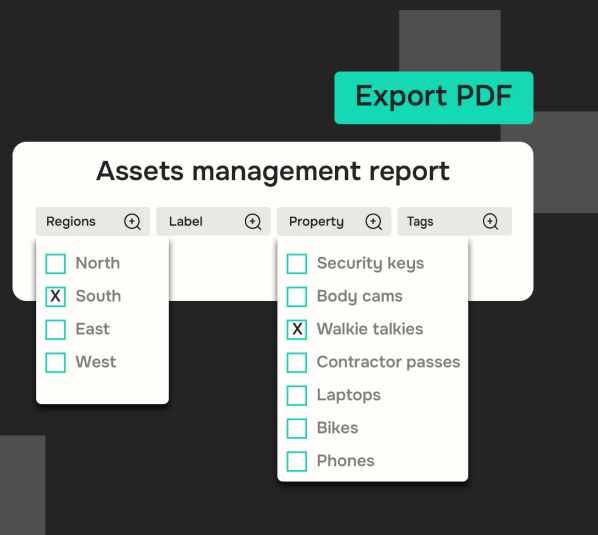 Export PDF
Assets management report
Regions Label Property Tags
North
X South
East
West
Security keys
Body cams
X Walkie talkies
Contractor passes
Laptops
Bikes
Phones